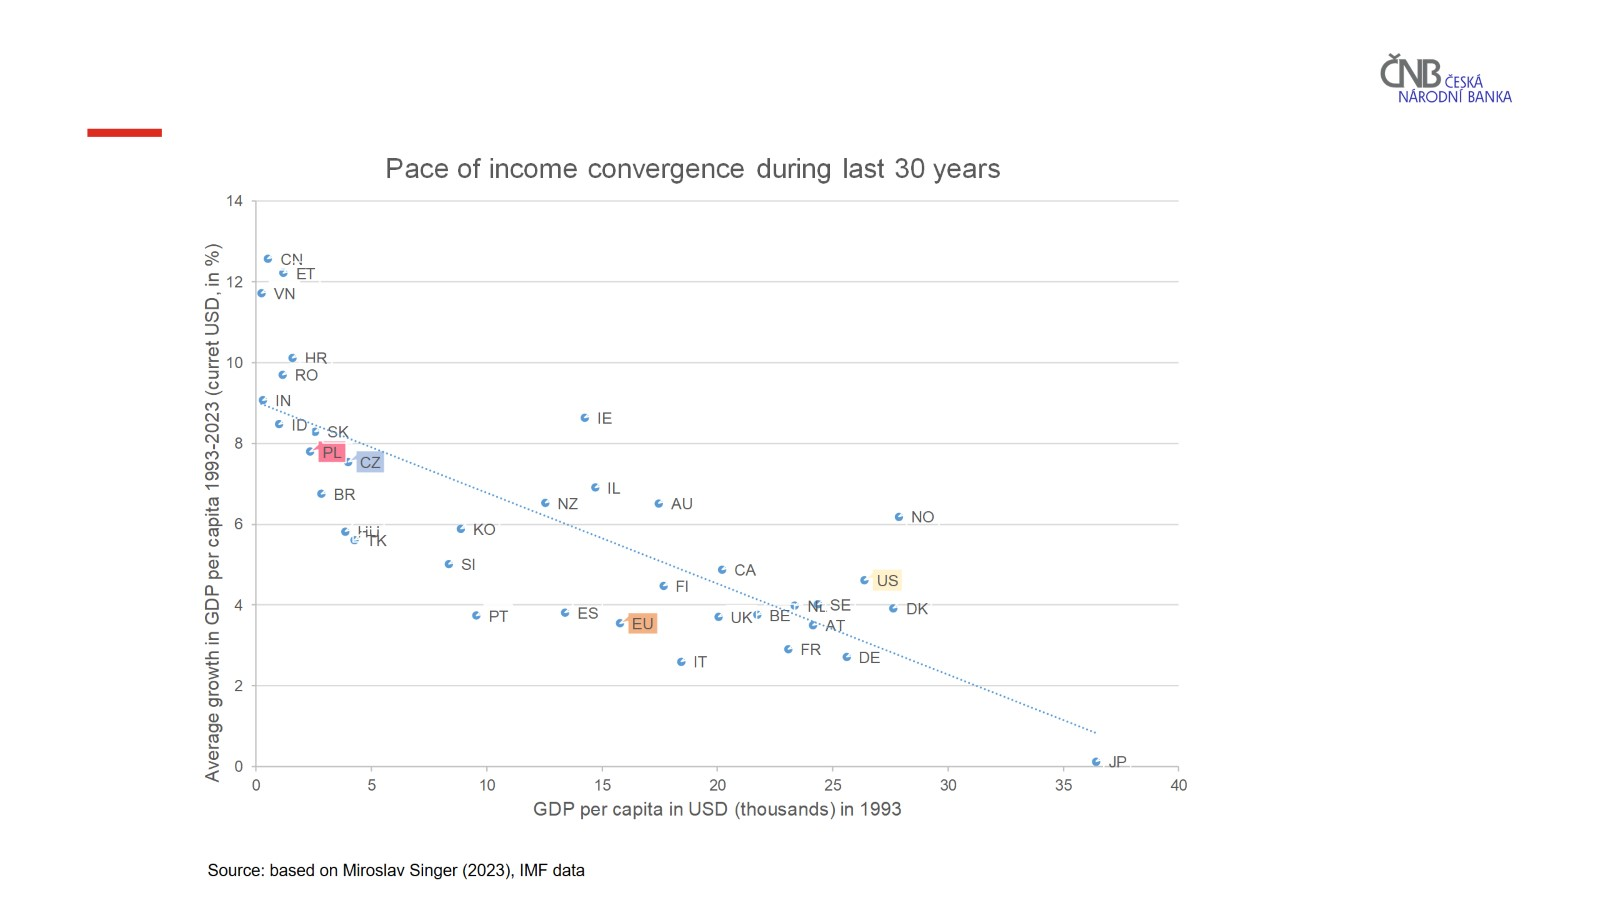 ČNB ČESKÁ
NÁRODNÍ BANKA
Pace of income convergence during last 30 years
Average growth in GDP per capita 1993-2023 (curret USD, in %)
14
12
10
8
6
4
2
0
CN
ET
VN
HR
RO
IN
ID
SK
PL
CZ
BR
HU
TK
KO
SI
PT
IE
IL
NZ
AU
NO
CA
FI
US
ES
EU
UK
BE
NL
SE
AT
DK
FR
DE
IT
JP
0 5 10 15 20 25 30 35 40
GDP per capita in USD (thousands) in 1993
Source: based on Miroslav Singer (2023), IMF data